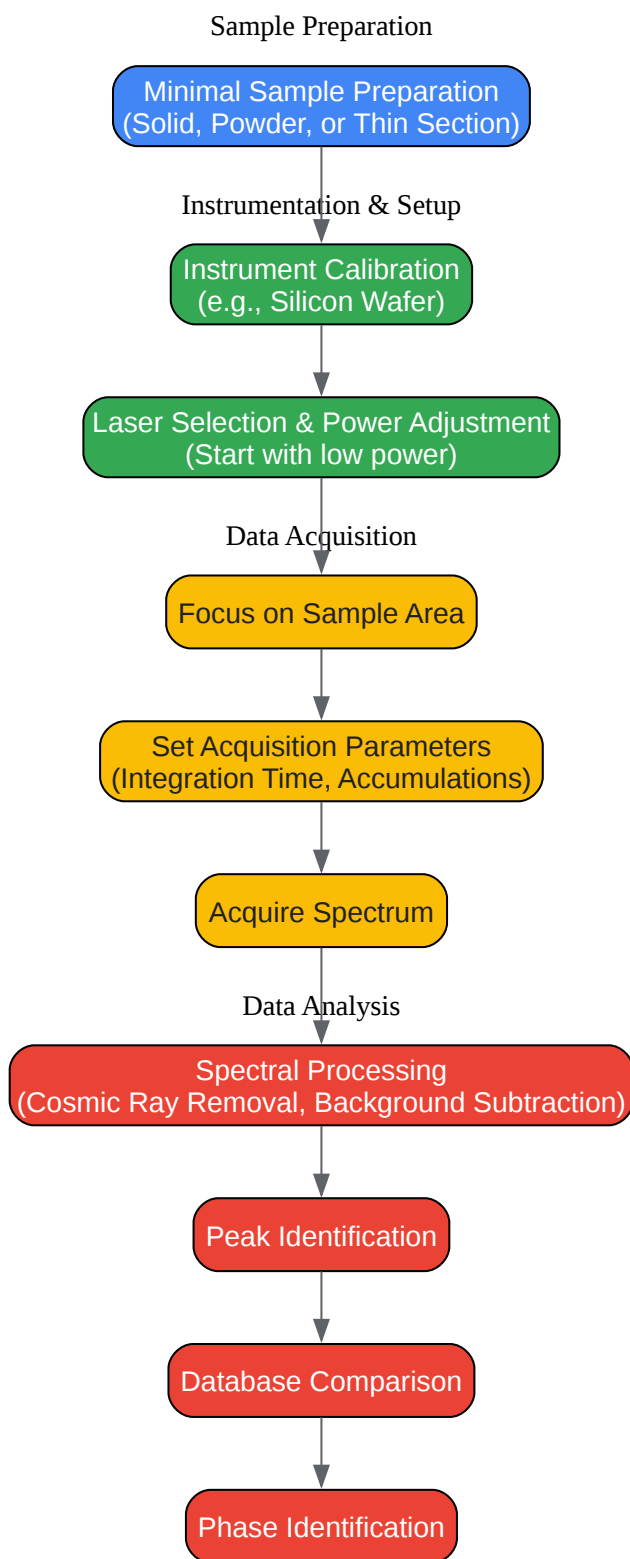 Sample Preparation
Minimal Sample Preparation
(Solid, Powder, or Thin Section)
Instrumentation & Setup
Instrument Calibration
(e.g., Silicon Wafer)
Laser Selection & Power Adjustment
(Start with low power)
Data Acquisition
Focus on Sample Area
Set Acquisition Parameters
(Integration Time, Accumulations)
Acquire Spectrum
Data Analysis
Spectral Processing
(Cosmic Ray Removal, Background Subtraction)
Peak Identification
Database Comparison
Phase Identification